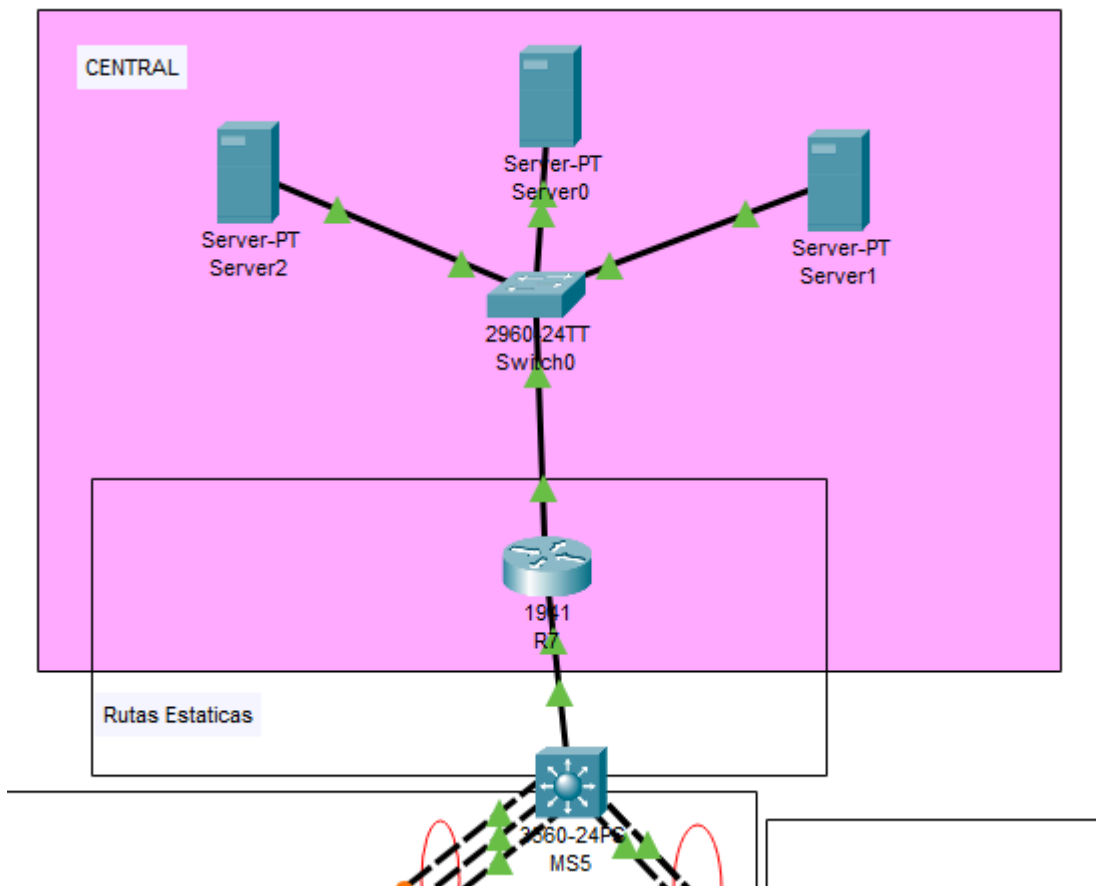 CENTRAL
Server-PT
Server0
Server-PT
Server2
Server-PT
Server1
2960-24TT
Switch0
1941
R7
Rutas Estaticas
3560-24PS
MS5